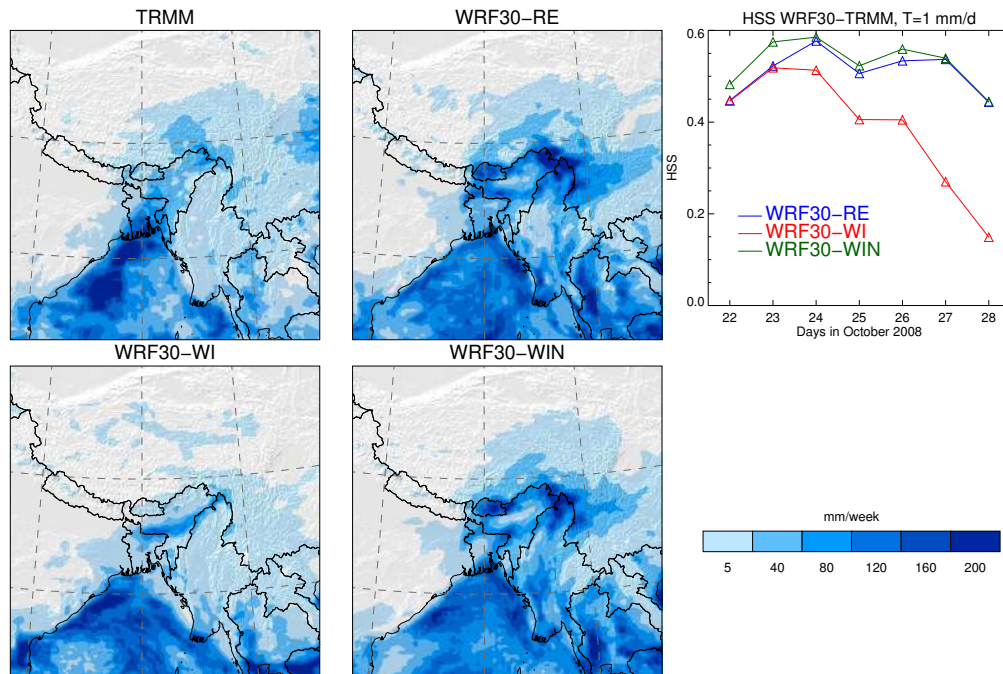 TRMM
WRF30−RE
HSS WRF30−TRMM, T=1 mm/d
0.6
0.4
0.2
0.0
HSS
WRF30−RE
WRF30−WI
WRF30−WIN
22 23 24 25 26 27 28
Days in October 2008
WRF30−WI
WRF30−WIN
mm/week
5 40 80 120 160 200